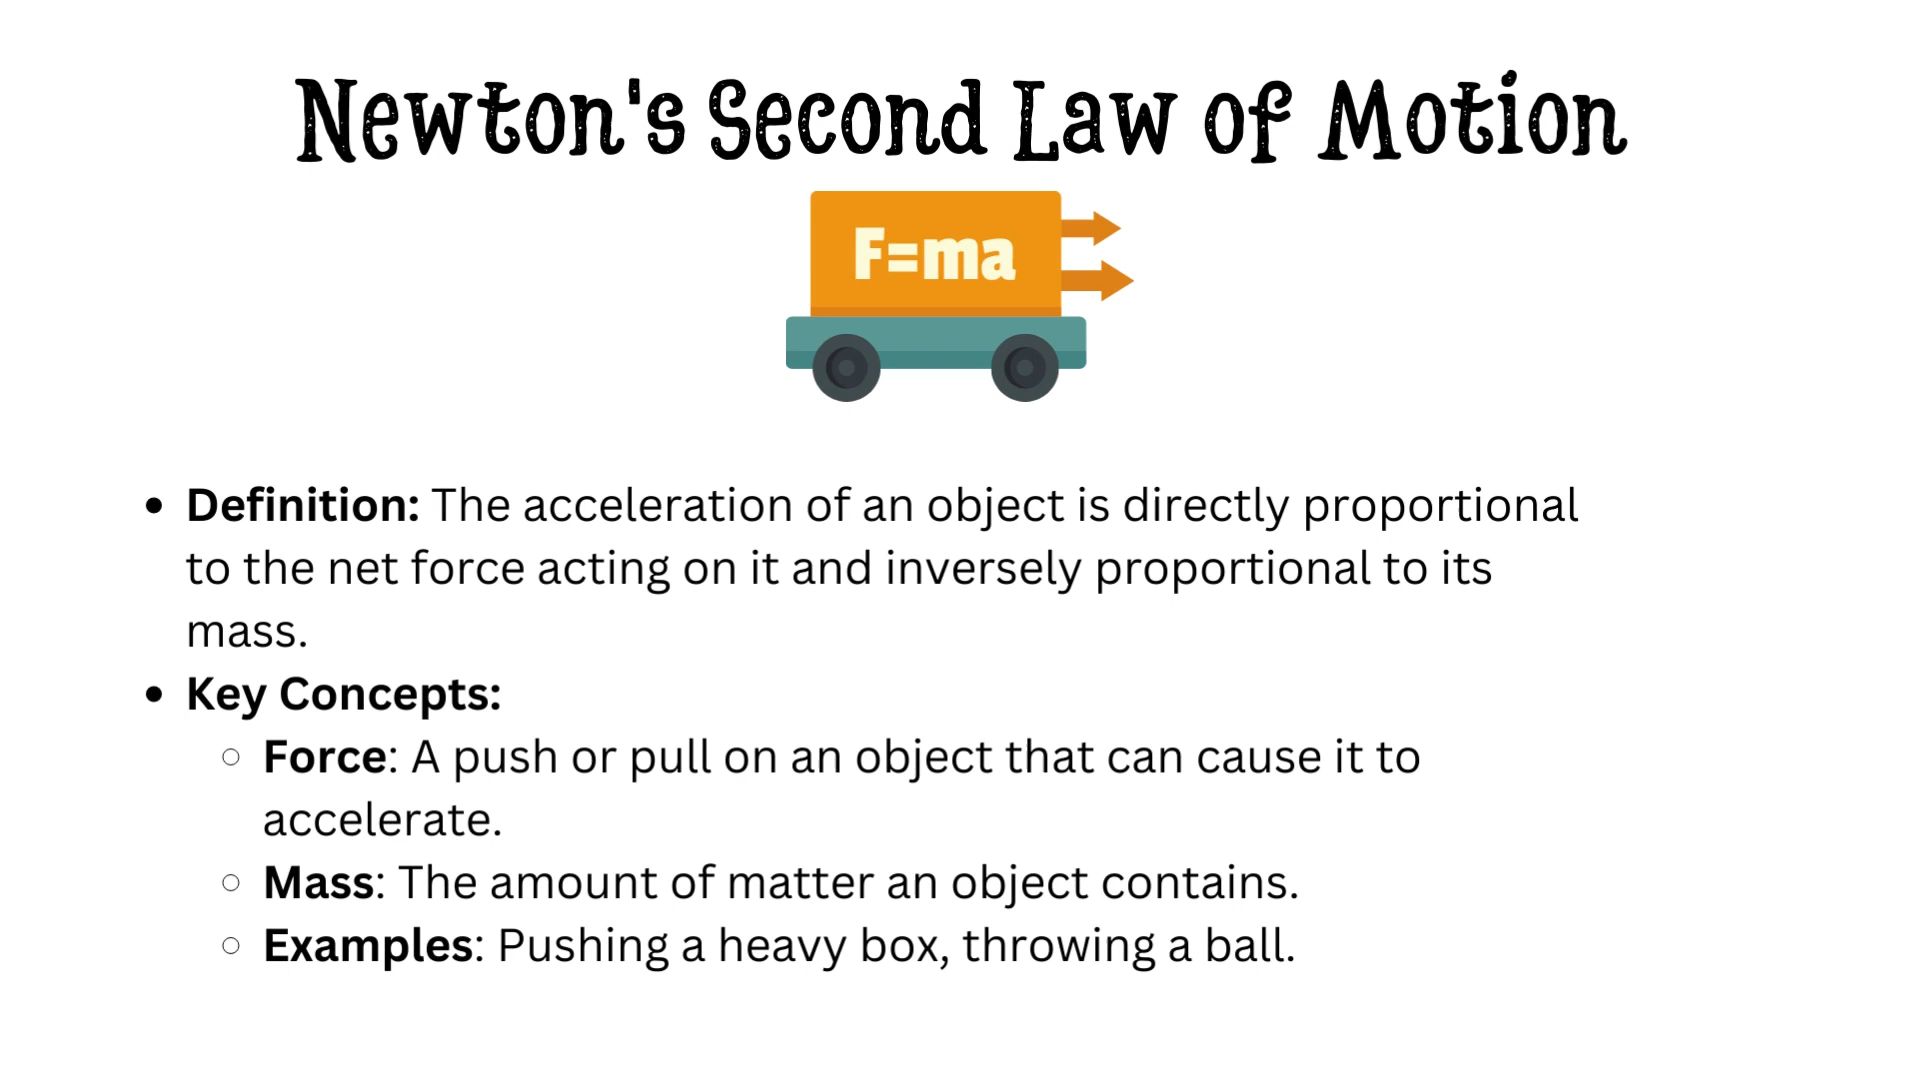 Newton's Second Law of Motion
F=ma
• Definition: The acceleration of an object is directly proportional
to the net force acting on it and inversely proportional to its
mass.
• Key Concepts:
○ Force: A push or pull on an object that can cause it to
accelerate.
○ Mass: The amount of matter an object contains.
○ Examples: Pushing a heavy box, throwing a ball.